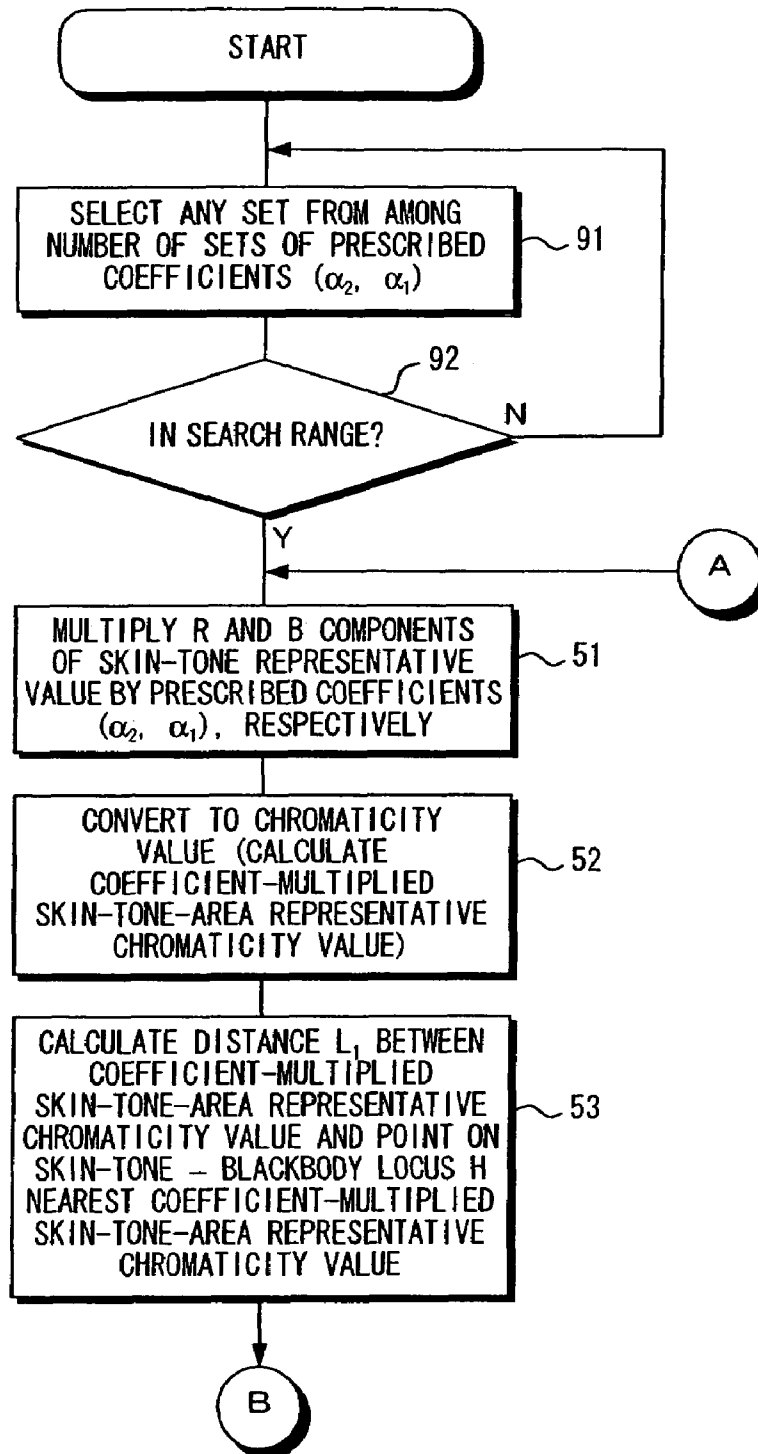 START
SELECT ANY SET FROM AMONG
NUMBER OF SETS OF PRESCRIBED
COEFFICIENTS (α₂, α₁)
91
92
IN SEARCH RANGE?
N
Y
A
MULTIPLY R AND B COMPONENTS
OF SKIN-TONE REPRESENTATIVE
VALUE BY PRESCRIBED COEFFICIENTS
(α₂, α₁), RESPECTIVELY
51
CONVERT TO CHROMATICITY
VALUE (CALCULATE
COEFFICIENT-MULTIPLIED
SKIN-TONE-AREA REPRESENTATIVE
CHROMATICITY VALUE)
52
CALCULATE DISTANCE L₁ BETWEEN
COEFFICIENT-MULTIPLIED
SKIN-TONE-AREA REPRESENTATIVE
CHROMATICITY VALUE AND POINT ON
SKIN-TONE – BLACKBODY LOCUS H
NEAREST COEFFICIENT-MULTIPLIED
SKIN-TONE-AREA REPRESENTATIVE
CHROMATICITY VALUE
53
B